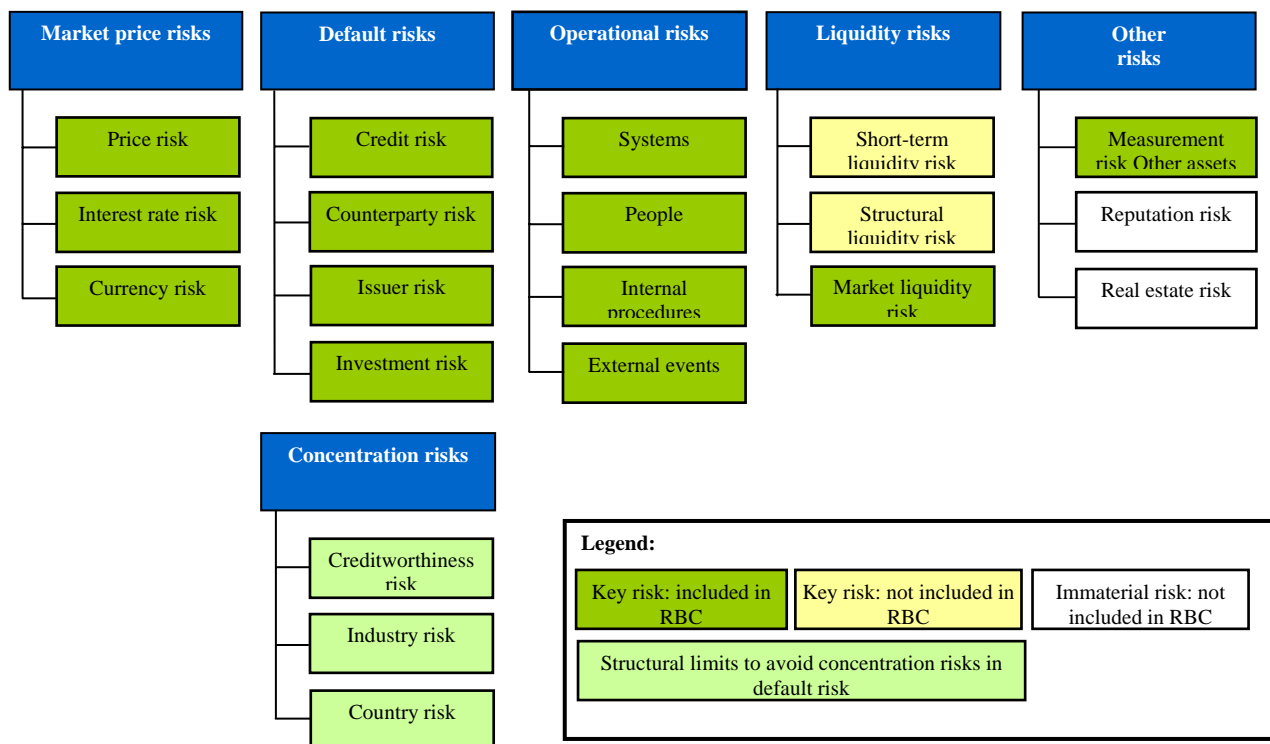 Market price risks
Price risk
Interest rate risk
Currency risk
Default risks
Credit risk
Counterparty risk
Issuer risk
Investment risk
Operational risks
Systems
People
Internal
procedures
External events
Liquidity risks
Short-term
liquidity risk
Structural
liquidity risk
Market liquidity
risk
Other
risks
Measurement
risk Other assets
Reputation risk
Real estate risk
Concentration risks
Creditworthiness
risk
Industry risk
Country risk
Legend:
Key risk: included in
RBC
Key risk: not included in
RBC
Immaterial risk: not
included in RBC
Structural limits to avoid concentration risks in
default risk